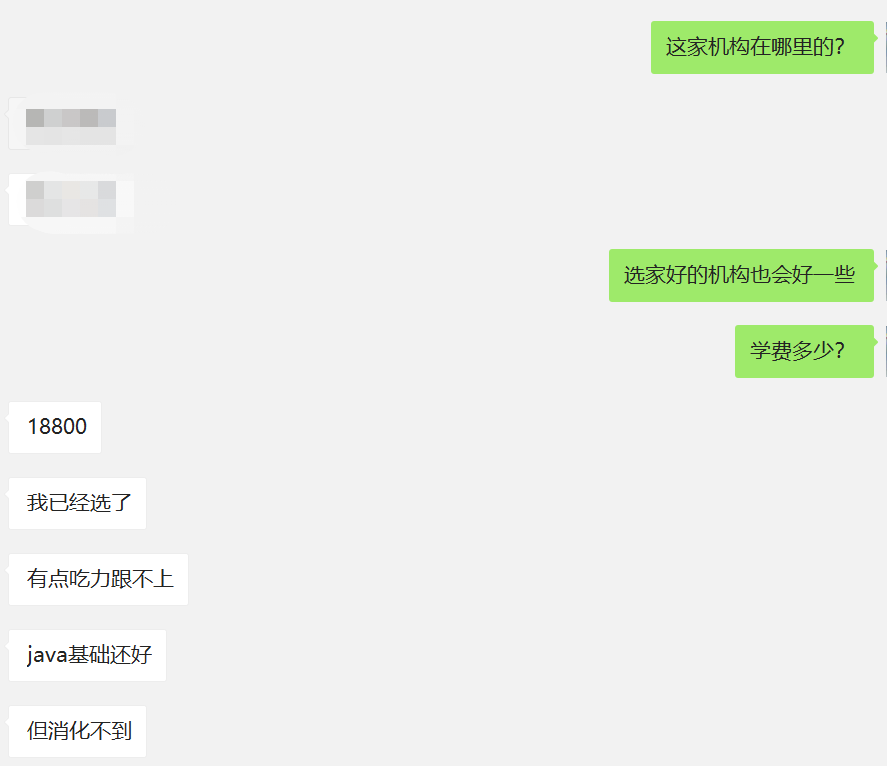 这家机构在哪里的?
选家好的机构也会好一些
学费多少?
18800
我已经选了
有点吃力跟不上
java基础还好
但消化不到